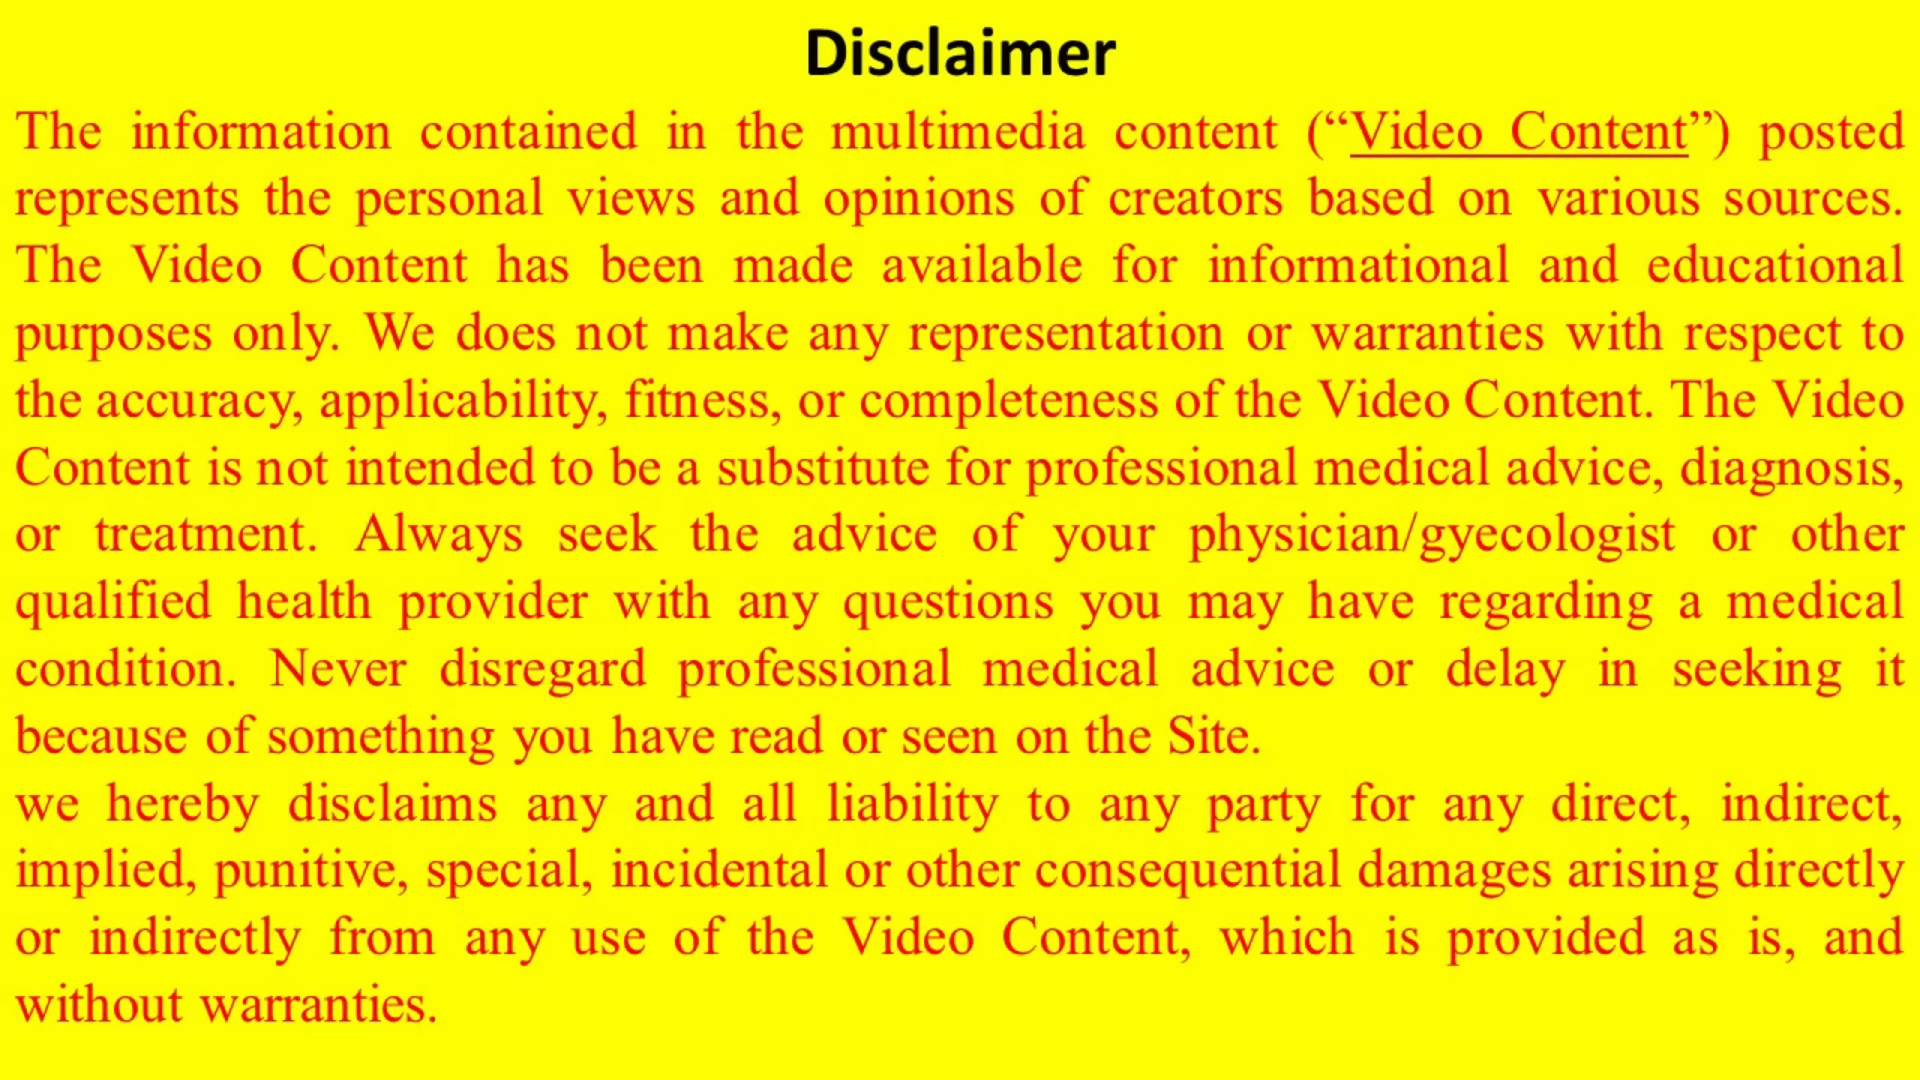 Disclaimer
The information contained in the multimedia content (“Video Content”) posted
represents the personal views and opinions of creators based on various sources.
The Video Content has been made available for informational and educational
purposes only. We does not make any representation or warranties with respect to
the accuracy, applicability, fitness, or completeness of the Video Content. The Video
Content is not intended to be a substitute for professional medical advice, diagnosis,
or treatment. Always seek the advice of your physician/gyecologist or other
qualified health provider with any questions you may have regarding a medical
condition. Never disregard professional medical advice or delay in seeking it
because of something you have read or seen on the Site.
we hereby disclaims any and all liability to any party for any direct, indirect,
implied, punitive, special, incidental or other consequential damages arising directly
or indirectly from any use of the Video Content, which is provided as is, and
without warranties.